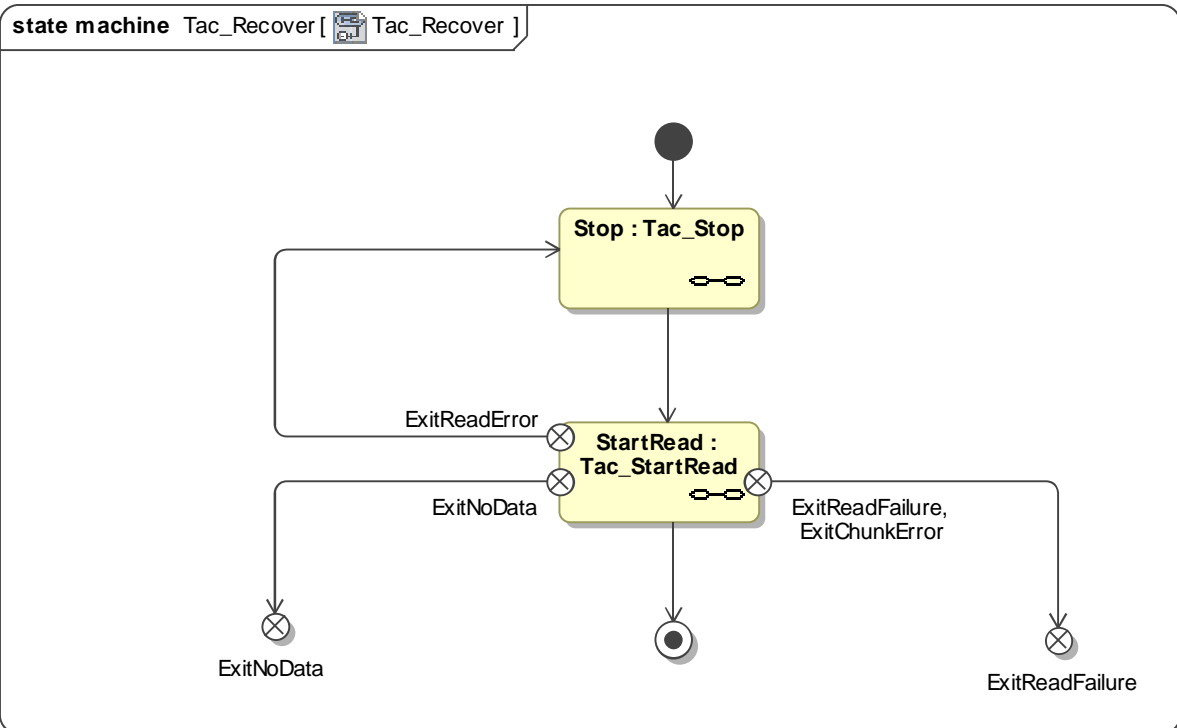 state machine Tac_Recover [ Tac_Recover ]
Stop : Tac_Stop
ExitReadError
StartRead :
Tac_StartRead
ExitNoData
ExitReadFailure,
ExitChunkError
ExitNoData
ExitReadFailure